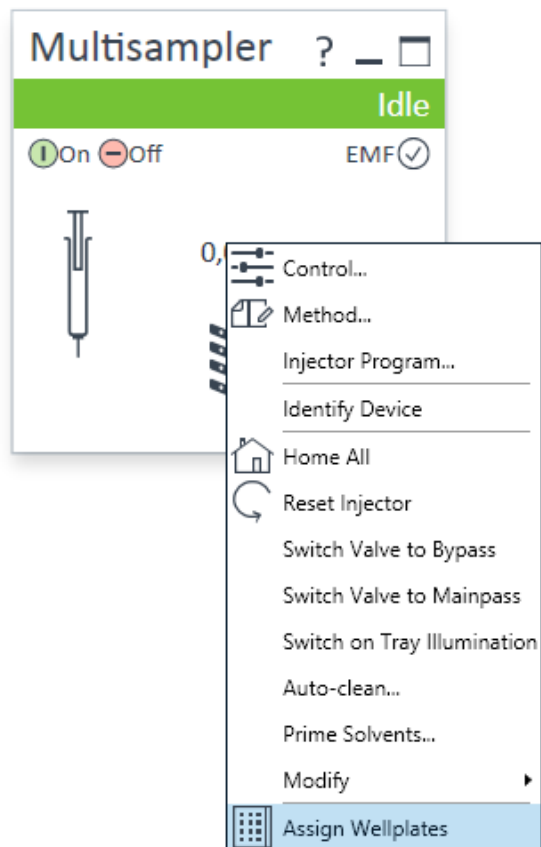 Multisampler ?
Idle
On Off EMF
0,
Control...
Method...
Injector Program...
Identify Device
Home All
Reset Injector
Switch Valve to Bypass
Switch Valve to Mainpass
Switch on Tray Illumination
Auto-clean...
Prime Solvents...
Modify
Assign Wellplates